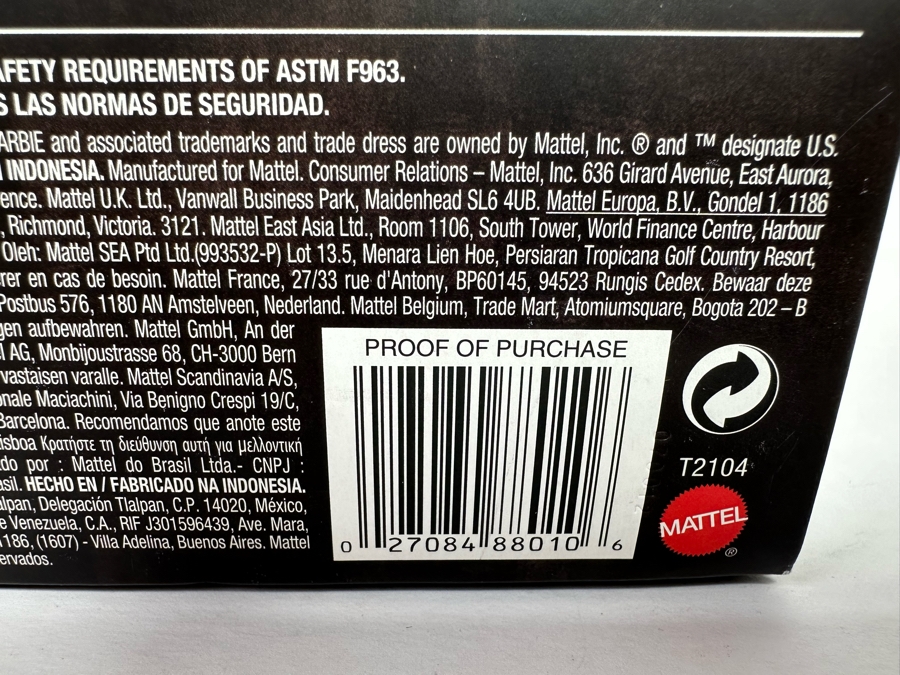 AFETY REQUIREMENTS OF ASTM F963.
S LAS NORMAS DE SEGURIDAD.
ARBIE and associated trademarks and trade dress are owned by Mattel, Inc. ® and ™ designate U.S.
INDONESIA. Manufactured for Mattel. Consumer Relations – Mattel, Inc. 636 Girard Avenue, East Aurora,
ence. Mattel U.K. Ltd., Vanwall Business Park, Maidenhead SL6 4UB. Mattel Europa, B.V., Gondel 1, 1186
, Richmond, Victoria. 3121. Mattel East Asia Ltd., Room 1106, South Tower, World Finance Centre, Harbour
Oleh: Mattel SEA Ptd Ltd.(993532-P) Lot 13.5, Menara Lien Hoe, Persiaran Tropicana Golf Country Resort,
rer en cas de besoin. Mattel France, 27/33 rue d'Antony, BP60145, 94523 Rungis Cedex. Bewaar deze
Postbus 576, 1180 AN Amstelveen, Nederland. Mattel Belgium, Trade Mart, Atomiumsquare, Bogota 202 – B
gen aufbewahren. Mattel GmbH, An der
l AG, Monbijoustrasse 68, CH-3000 Bern
vastaisen varalle. Mattel Scandinavia A/S,
onale Maciachini, Via Benigno Crespi 19/C,
Barcelona. Recomendamos que anote este
isboa Κρατήστε τη διεύθυνση αυτή για μελλοντική
do por : Mattel do Brasil Ltda.- CNPJ :
asil. HECHO EN / FABRICADO NA INDONESIA.
alpan, Delegación Tlalpan, C.P. 14020, México,
e Venezuela, C.A., RIF J301596439, Ave. Mara,
1186, (1607) - Villa Adelina, Buenos Aires. Mattel
ervados.
PROOF OF PURCHASE
0 27084 88010 6
T2104
MATTEL
®